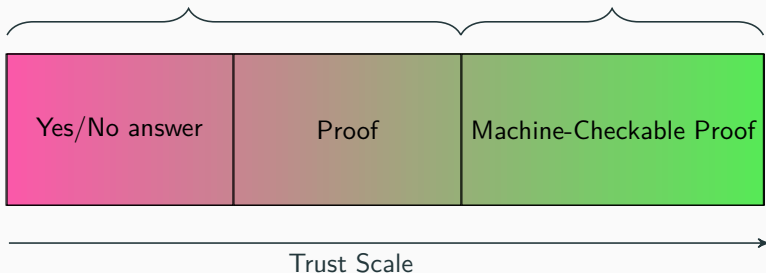 Yes/No answer
Proof
Machine-Checkable Proof
Trust Scale